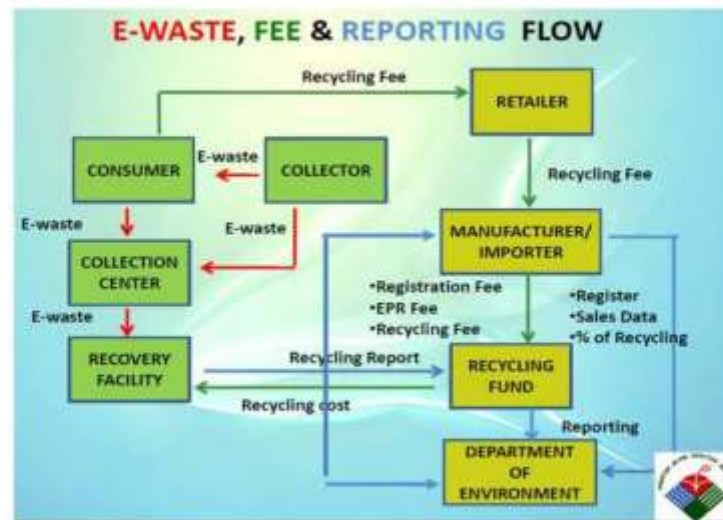 E-WASTE, FEE & REPORTING FLOW
Recycling Fee
RETAILER
CONSUMER
E-waste
COLLECTOR
Recycling Fee
E-waste
E-waste
MANUFACTURER/
IMPORTER
COLLECTION
CENTER
•Registration Fee
•EPR Fee
•Recycling Fee
•Register
•Sales Data
•% of Recycling
E-waste
RECOVERY
FACILITY
Recycling Report
RECYCLING
FUND
Recycling cost
Reporting
DEPARTMENT
OF
ENVIRONMENT